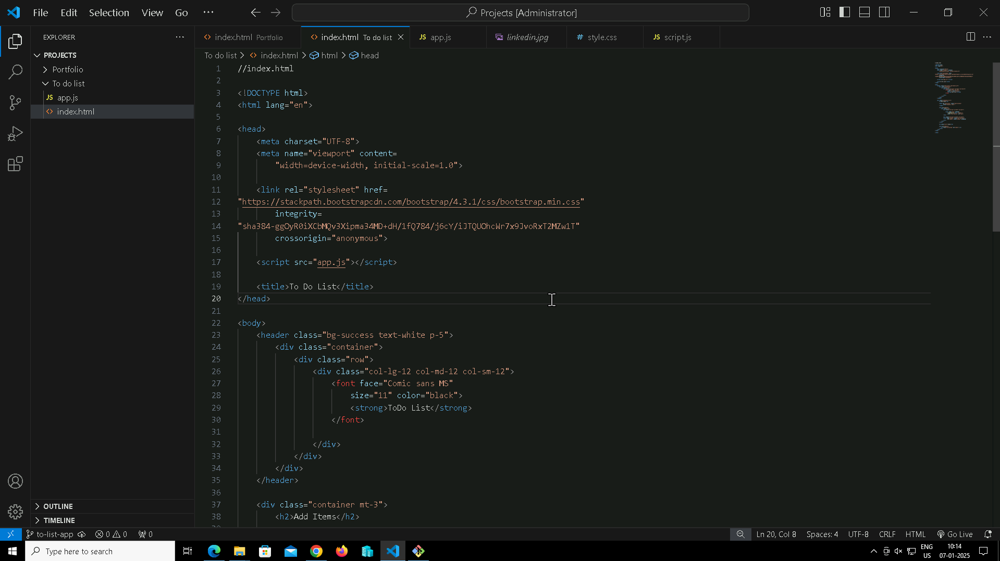 File Edit Selection View Go ··· Projects [Administrator]
EXPLORER ···
PROJECTS
Portfolio
To do list
JS app.js
<> index.html
OUTLINE
TIMELINE
<> index.html Portfolio
<> index.html To do list
JS app.js
linkedin.jpg
# style.css
JS script.js
To do list > <> index.html > html > head
1 //index.html
2
3 <!DOCTYPE html>
4 <html lang="en">
5
6 <head>
7 <meta charset="UTF-8">
8 <meta name="viewport" content=
9 "width=device-width, initial-scale=1.0">
10
11 <link rel="stylesheet" href=
12 "https://stackpath.bootstrapcdn.com/bootstrap/4.3.1/css/bootstrap.min.css"
13 integrity=
14 "sha384-ggOyR0iXCbMQv3Xipma34MD+dH/1fQ784/j6cY/iJTQUOhcWr7x9JvoRxT2MZw1T"
15 crossorigin="anonymous">
16
17 <script src="app.js"></script>
18
19 <title>To Do List</title>
20 </head>
21
22 <body>
23 <header class="bg-success text-white p-5">
24 <div class="container">
25 <div class="row">
26 <div class="col-lg-12 col-md-12 col-sm-12">
27 <font face="Comic sans MS"
28 size="11" color="black">
29 <strong>ToDo List</strong>
30 </font>
31
32 </div>
33 </div>
34 </div>
35 </header>
36
37 <div class="container mt-3">
38 <h2>Add Items</h2>
to-list-app 0 0 0 Ln 20, Col 8 Spaces: 4 UTF-8 CRLF HTML Go Live
Type here to search
ENG
US
10:14
07-01-2025